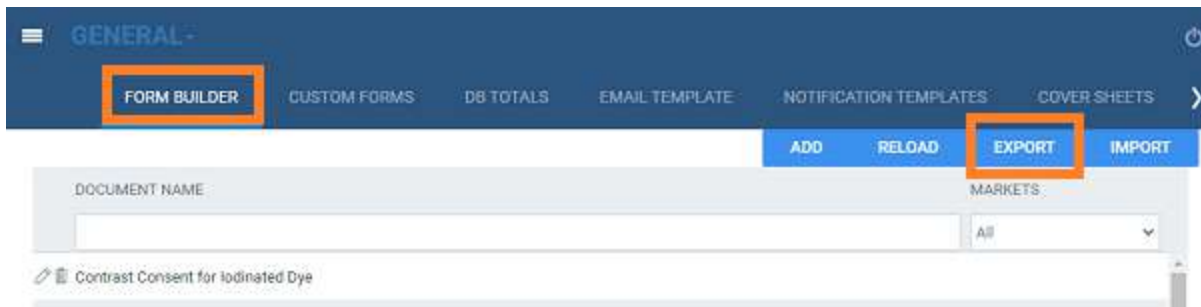 GENERAL-
FORM BUILDER CUSTOM FORMS DB TOTALS EMAIL TEMPLATE NOTIFICATION TEMPLATES COVER SHEETS
ADD RELOAD EXPORT IMPORT
DOCUMENT NAME MARKETS
All
Contrast Consent for Iodinated Dye